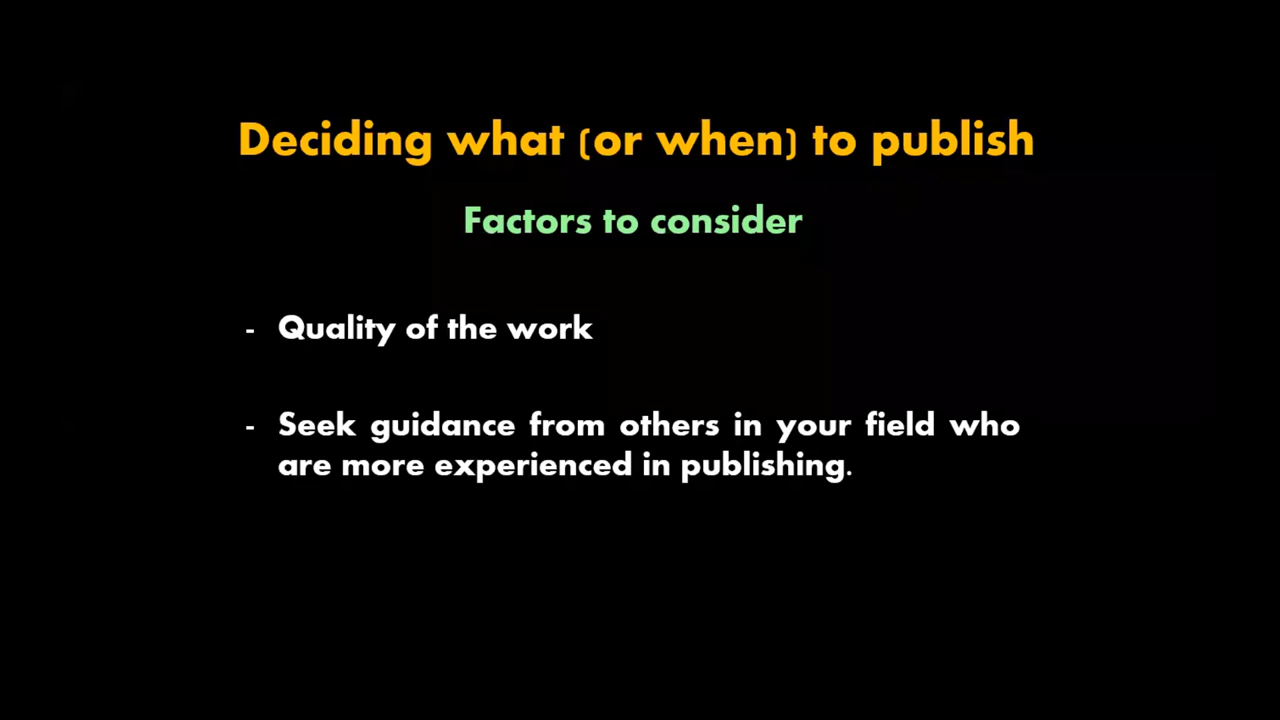 Deciding what (or when) to publish
Factors to consider
- Quality of the work
- Seek guidance from others in your field who
are more experienced in publishing.